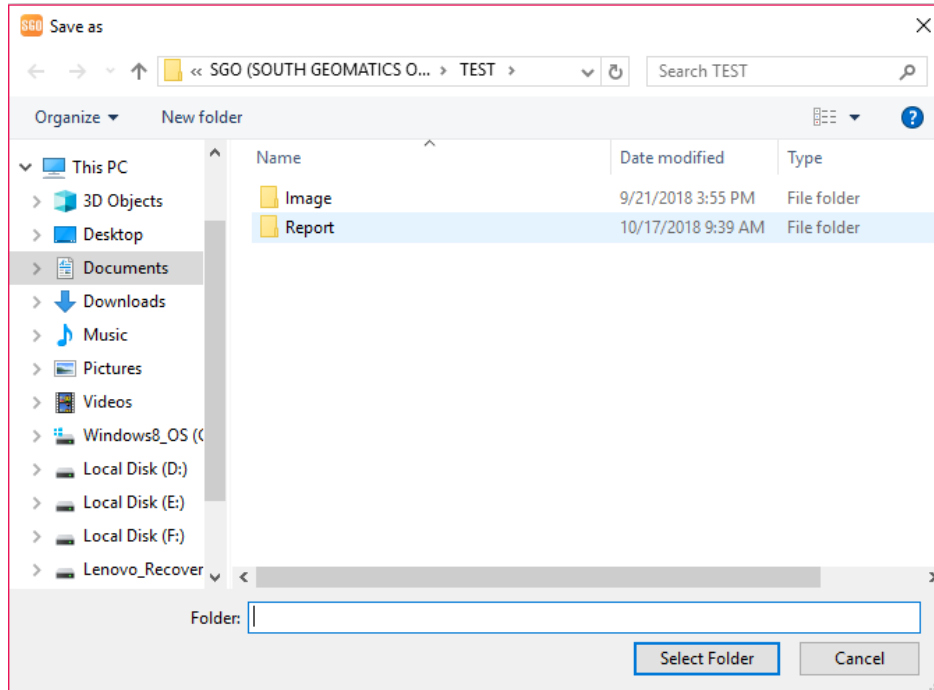 SGO Save as
« SGO (SOUTH GEOMATICS O... › TEST ›
Search TEST
Organize
New folder
This PC
3D Objects
Desktop
Documents
Downloads
Music
Pictures
Videos
Windows8_OS (C
Local Disk (D:)
Local Disk (E:)
Local Disk (F:)
Lenovo_Recover
Name Date modified Type
Image 9/21/2018 3:55 PM File folder
Report 10/17/2018 9:39 AM File folder
Folder:
Select Folder Cancel